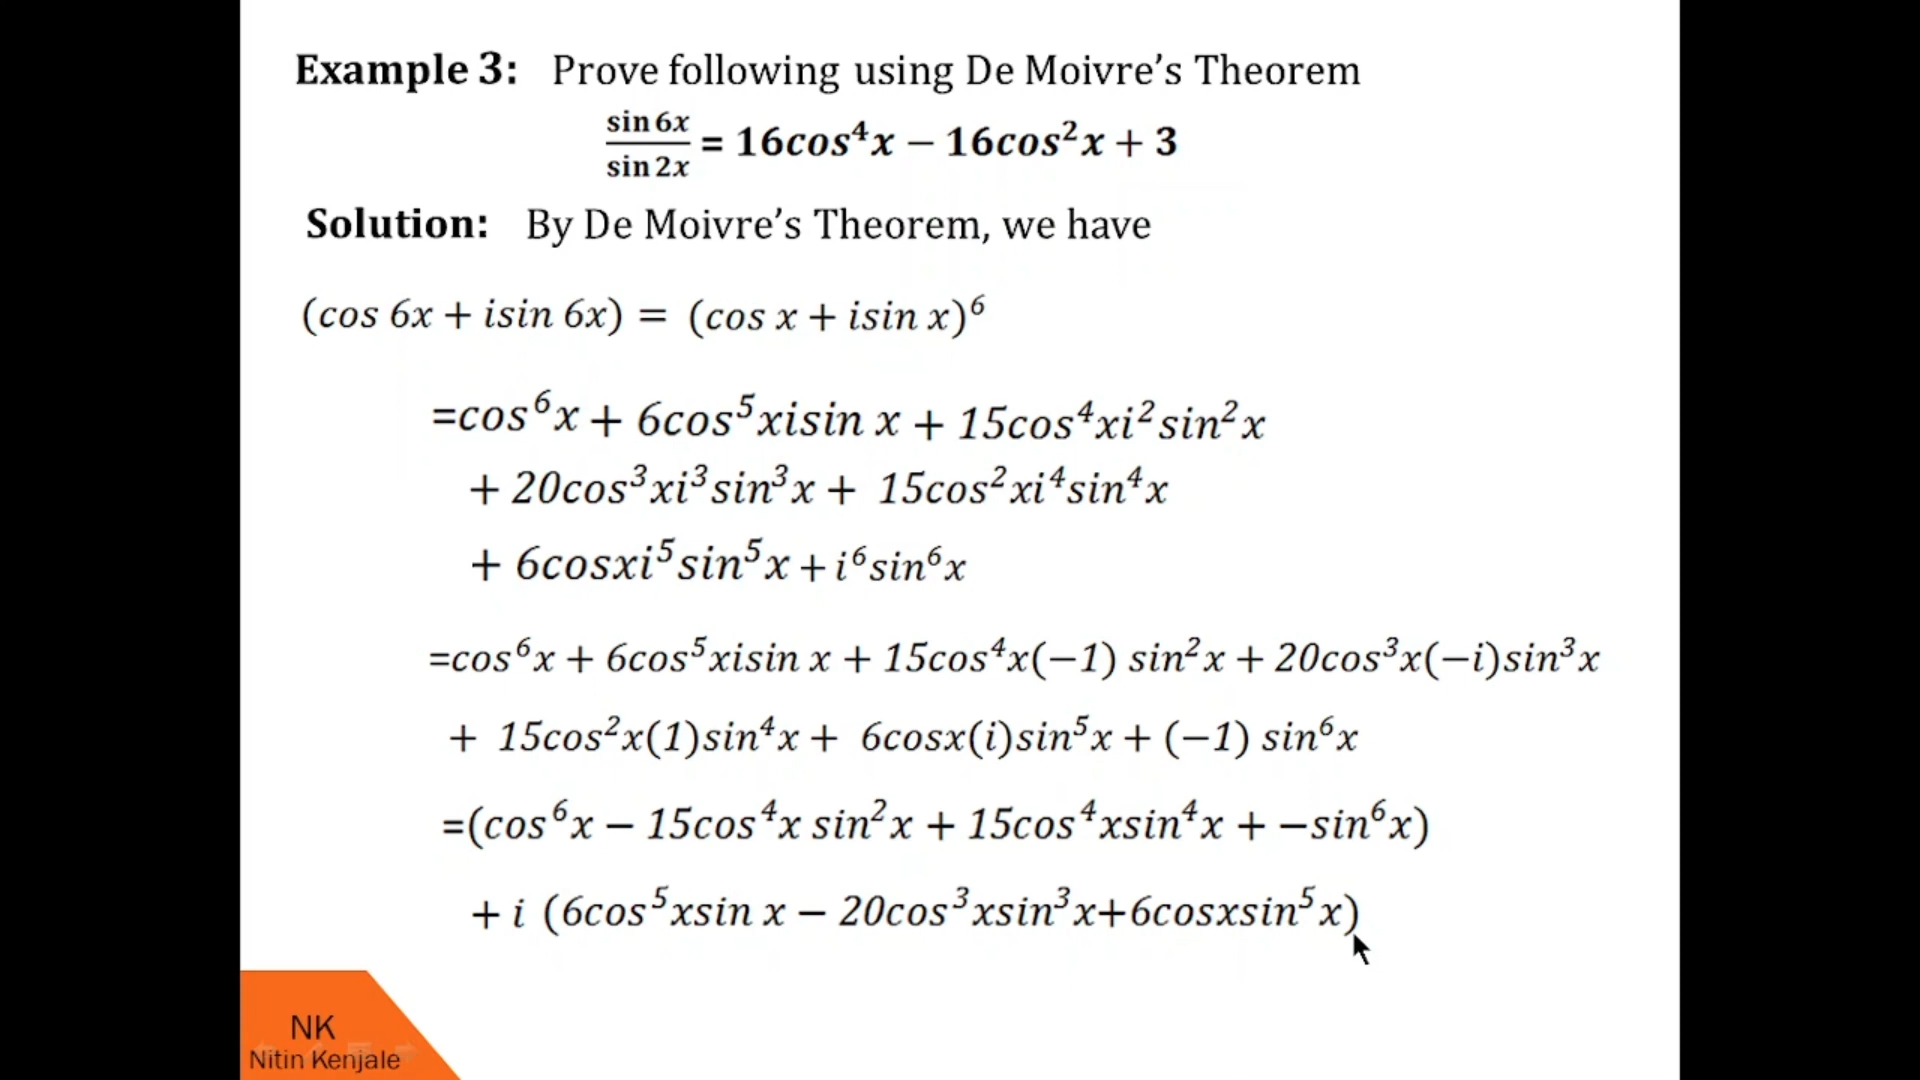 Example 3: Prove following using De Moivre’s Theorem
sin 6x / sin 2x = 16cos⁴x − 16cos²x + 3
Solution: By De Moivre’s Theorem, we have
(cos 6x + isin 6x) = (cos x + isin x)⁶
=cos⁶x + 6cos⁵xisin x + 15cos⁴xi²sin²x
+ 20cos³xi³sin³x + 15cos²xi⁴sin⁴x
+ 6cosxi⁵sin⁵x + i⁶sin⁶x
=cos⁶x + 6cos⁵xisin x + 15cos⁴x(−1) sin²x + 20cos³x(−i)sin³x
+ 15cos²x(1)sin⁴x + 6cosx(i)sin⁵x + (−1) sin⁶x
=(cos⁶x − 15cos⁴x sin²x + 15cos⁴xsin⁴x + −sin⁶x)
+ i (6cos⁵xsin x − 20cos³xsin³x+6cosxsin⁵x)
NK
Nitin Kenjale